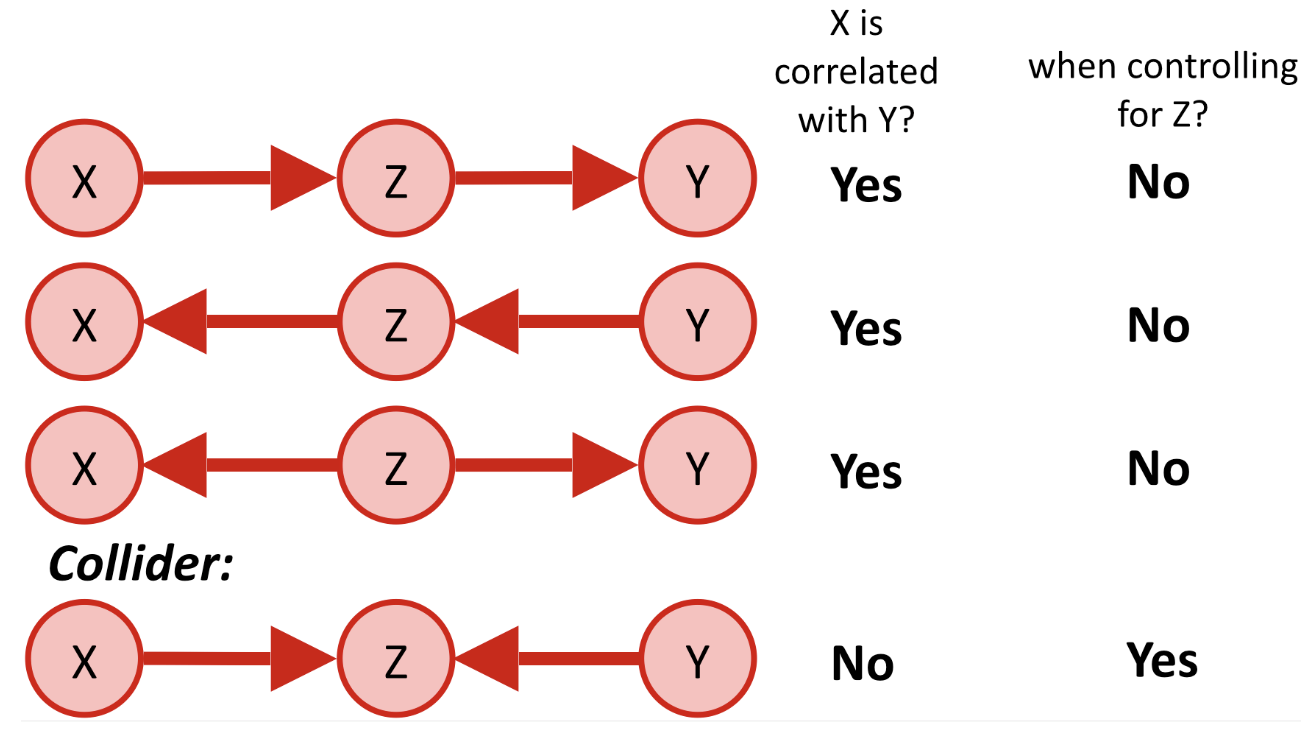 X is
correlated
with Y?
when controlling
for Z?
X Z Y Yes No
X Z Y Yes No
X Z Y Yes No
Collider:
X Z Y No Yes